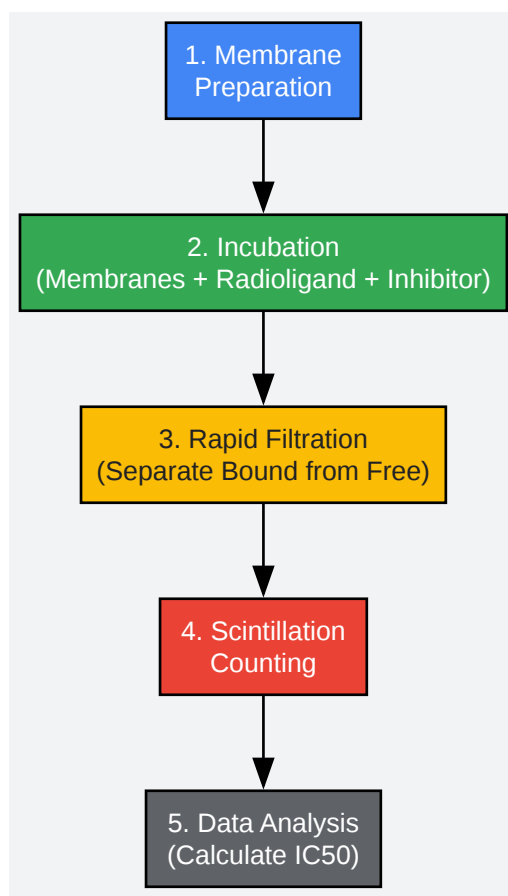 1. Membrane
Preparation
2. Incubation
(Membranes + Radioligand + Inhibitor)
3. Rapid Filtration
(Separate Bound from Free)
4. Scintillation
Counting
5. Data Analysis
(Calculate IC50)